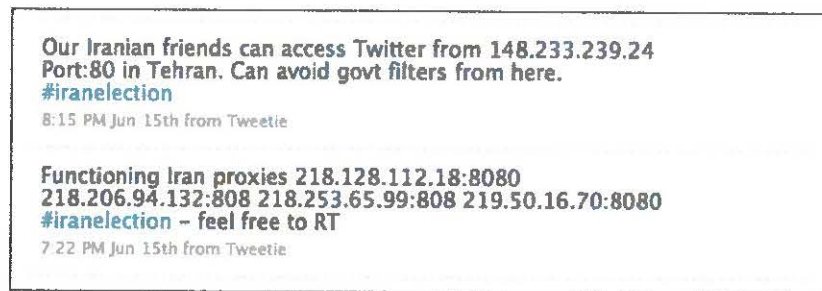 Our Iranian friends can access Twitter from 148.233.239.24
Port:80 in Tehran. Can avoid govt filters from here.
#iranelection
8:15 PM Jun 15th from Tweetie
Functioning Iran proxies 218.128.112.18:8080
218.206.94.132:808 218.253.65.99:808 219.50.16.70:8080
#iranelection – feel free to RT
7:22 PM Jun 15th from Tweetie